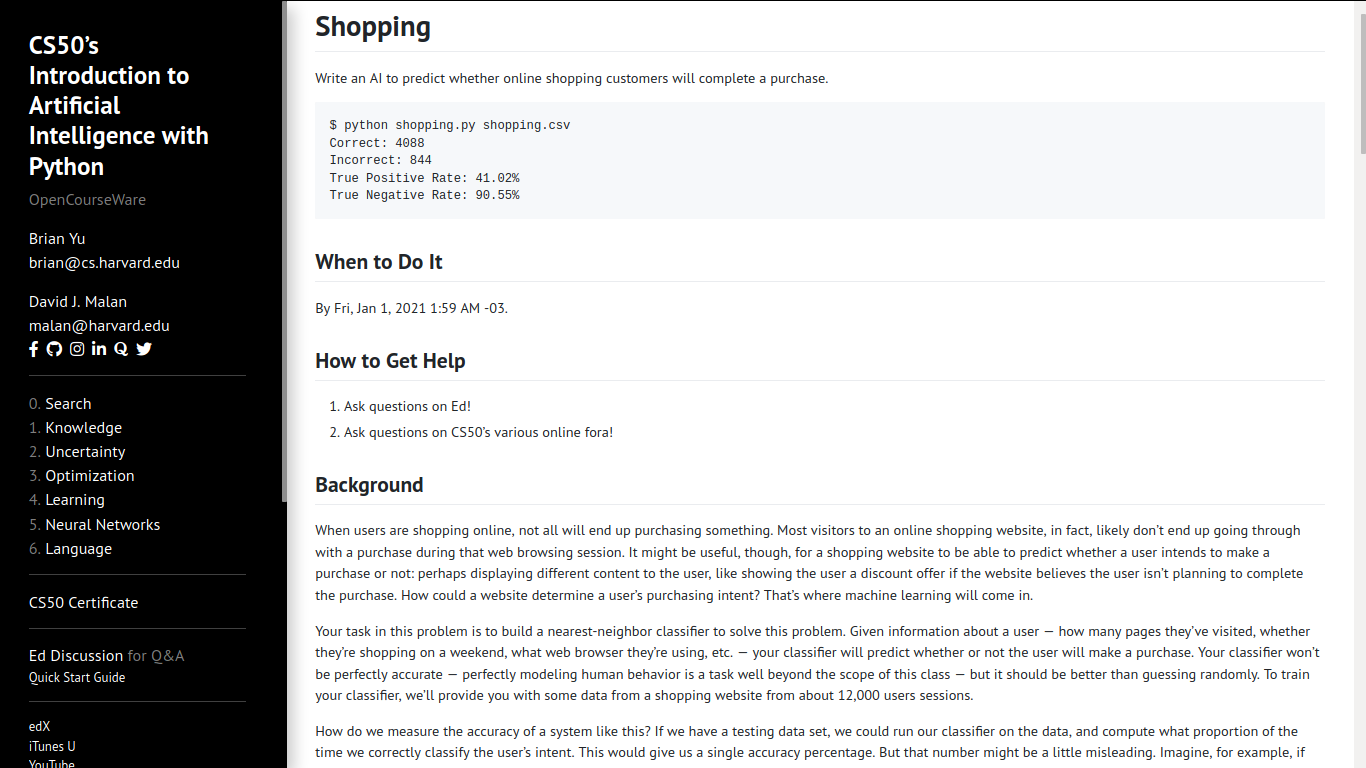 CS50’s
Introduction to
Artificial
Intelligence with
Python
OpenCourseWare
Brian Yu
brian@cs.harvard.edu
David J. Malan
malan@harvard.edu
0. Search
1. Knowledge
2. Uncertainty
3. Optimization
4. Learning
5. Neural Networks
6. Language
CS50 Certificate
Ed Discussion for Q&A
Quick Start Guide
edX
iTunes U
YouTube
Shopping
Write an AI to predict whether online shopping customers will complete a purchase.
$ python shopping.py shopping.csv
Correct: 4088
Incorrect: 844
True Positive Rate: 41.02%
True Negative Rate: 90.55%
When to Do It
By Fri, Jan 1, 2021 1:59 AM -03.
How to Get Help
1. Ask questions on Ed!
2. Ask questions on CS50’s various online fora!
Background
When users are shopping online, not all will end up purchasing something. Most visitors to an online shopping website, in fact, likely don’t end up going through
with a purchase during that web browsing session. It might be useful, though, for a shopping website to be able to predict whether a user intends to make a
purchase or not: perhaps displaying different content to the user, like showing the user a discount offer if the website believes the user isn’t planning to complete
the purchase. How could a website determine a user’s purchasing intent? That’s where machine learning will come in.
Your task in this problem is to build a nearest-neighbor classifier to solve this problem. Given information about a user — how many pages they’ve visited, whether
they’re shopping on a weekend, what web browser they’re using, etc. — your classifier will predict whether or not the user will make a purchase. Your classifier won’t
be perfectly accurate — perfectly modeling human behavior is a task well beyond the scope of this class — but it should be better than guessing randomly. To train
your classifier, we’ll provide you with some data from a shopping website from about 12,000 users sessions.
How do we measure the accuracy of a system like this? If we have a testing data set, we could run our classifier on the data, and compute what proportion of the
time we correctly classify the user’s intent. This would give us a single accuracy percentage. But that number might be a little misleading. Imagine, for example, if